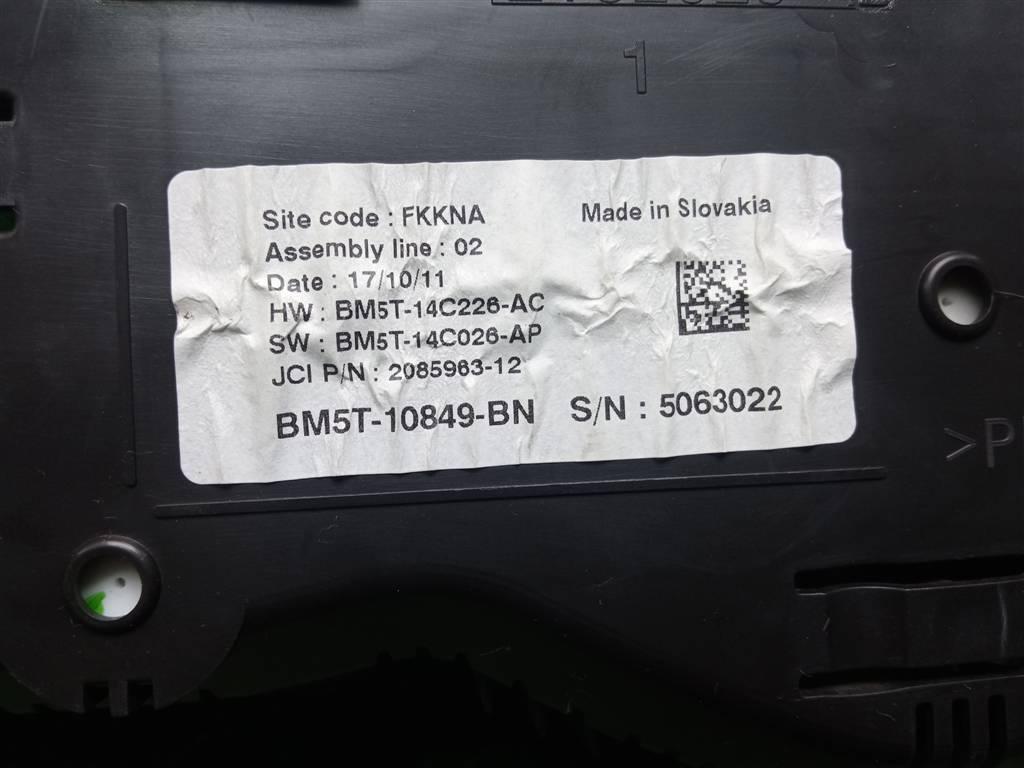 1
Site code : FKKNA
Made in Slovakia
Assembly line : 02
Date : 17/10/11
HW : BM5T-14C226-AC
SW : BM5T-14C026-AP
JCI P/N : 2085963-12
BM5T-10849-BN S/N : 5063022
>P